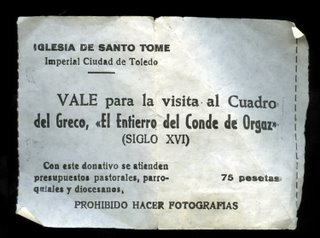 IGLESIA DE SANTO TOME
Imperial Ciudad de Toledo
VALE para la visita al Cuadro
del Greco, «El Entierro del Conde de Orgaz»
(SIGLO XVI)
Con este donativo se atienden
presupuestos pastorales, parro-
quiales y diocesanos,
75 pesetas
PROHIBIDO HACER FOTOGRAFIAS